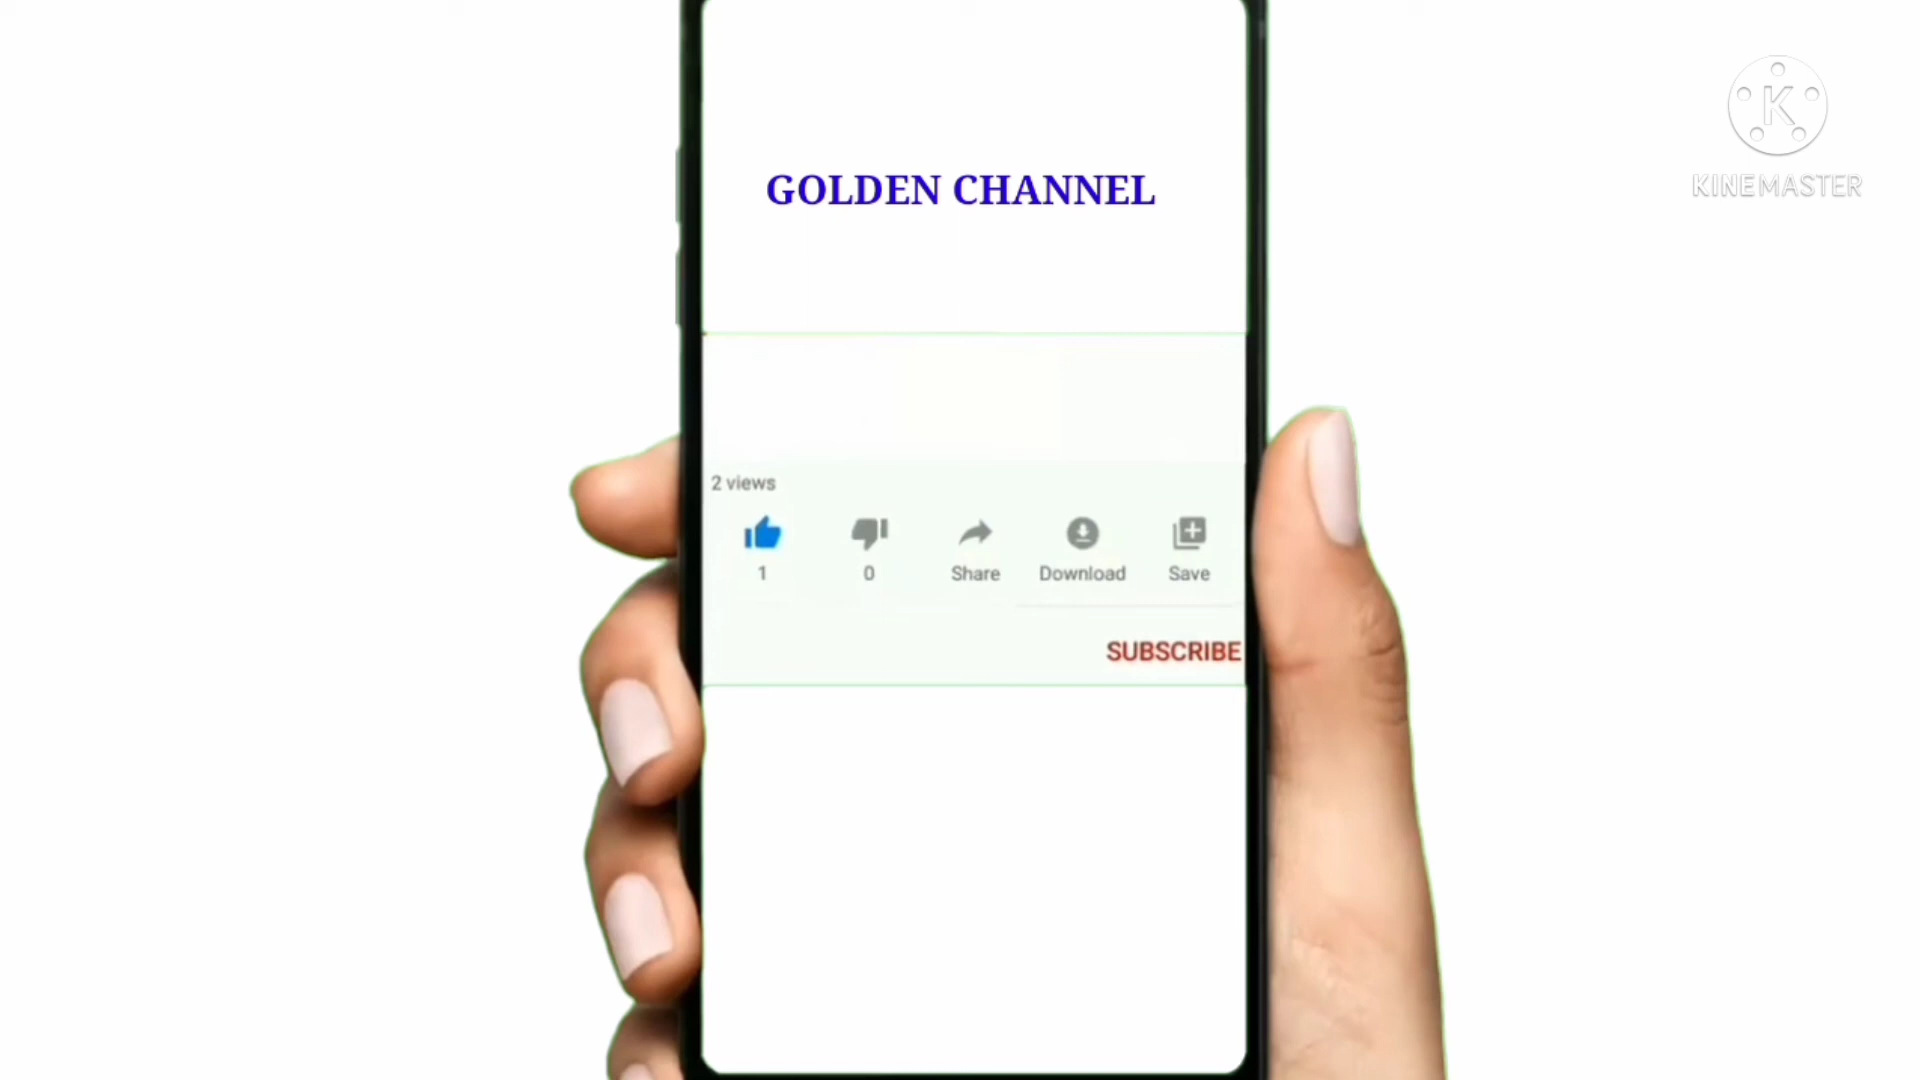 GOLDEN CHANNEL
K
KINEMASTER
2 views
1 0 Share Download Save
SUBSCRIBE